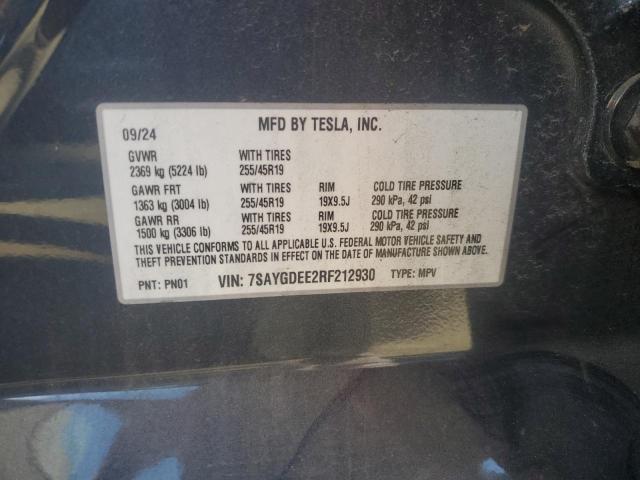 09/24 MFD BY TESLA, INC.
GVWR WITH TIRES
2369 kg (5224 lb) 255/45R19
GAWR FRT WITH TIRES RIM COLD TIRE PRESSURE
1363 kg (3004 lb) 255/45R19 19X9.5J 290 kPa, 42 psi
GAWR RR WITH TIRES RIM COLD TIRE PRESSURE
1500 kg (3306 lb) 255/45R19 19X9.5J 290 kPa, 42 psi
THIS VEHICLE CONFORMS TO ALL APPLICABLE U.S. FEDERAL MOTOR VEHICLE SAFETY AND
THEFT PREVENTION STANDARDS IN EFFECT ON THE DATE OF MANUFACTURE SHOWN ABOVE.
PNT: PN01 VIN: 7SAYGDEE2RF212930 TYPE: MPV